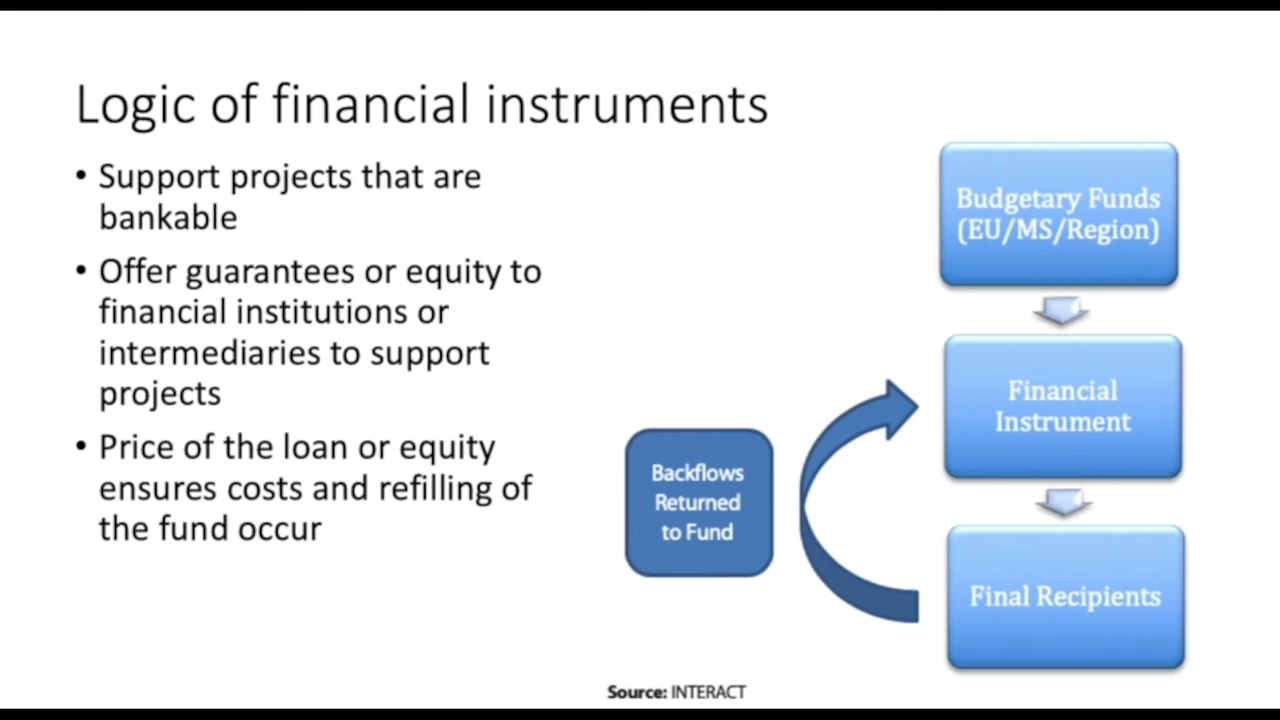 Logic of financial instruments
• Support projects that are
bankable
• Offer guarantees or equity to
financial institutions or
intermediaries to support
projects
• Price of the loan or equity
ensures costs and refilling of
the fund occur
Budgetary Funds
(EU/MS/Region)
Financial
Instrument
Backflows
Returned
to Fund
Final Recipients
Source: INTERACT